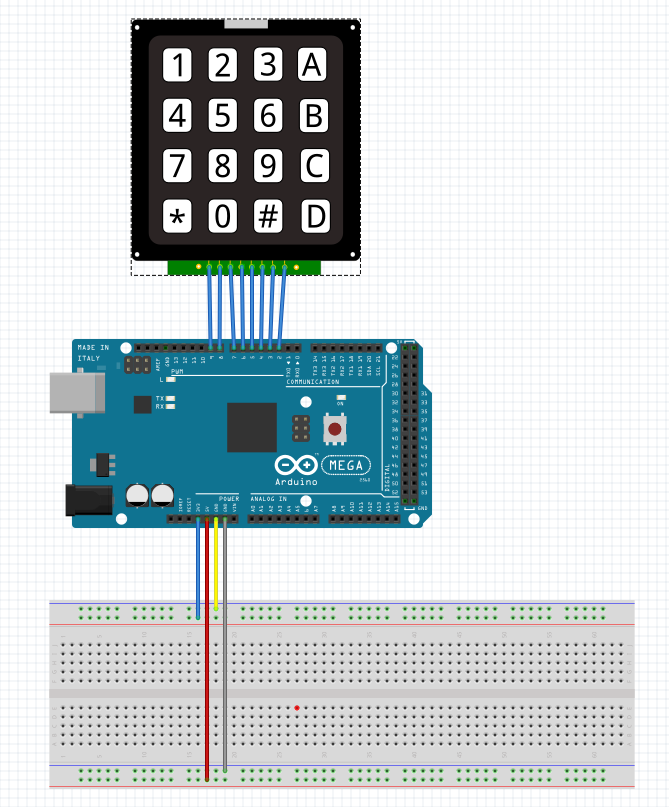 1 2 3 A
4 5 6 B
7 8 9 C
* 0 # D
MADE IN
ITALY
AREF
GND
13
12
11
10
9
8
7
6
5
4
3
2
TX0 1
RX0 0
TX3 14
RX3 15
TX2 16
RX2 17
TX1 18
RX1 19
SDA 20
SCL 21
PWM
COMMUNICATION
L
TX
RX
ON
22
24
26
28
30
32
34
36
38
40
42
44
46
48
50
52
31
33
35
37
39
41
43
45
47
49
51
53
GND
DIGITAL
MEGA
2560
Arduino
POWER
ANALOG IN
IOREF
RESET
3V3
5V
GND
GND
VIN
A0
A1
A2
A3
A4
A5
A6
A7
A8
A9
A10
A11
A12
A13
A14
A15